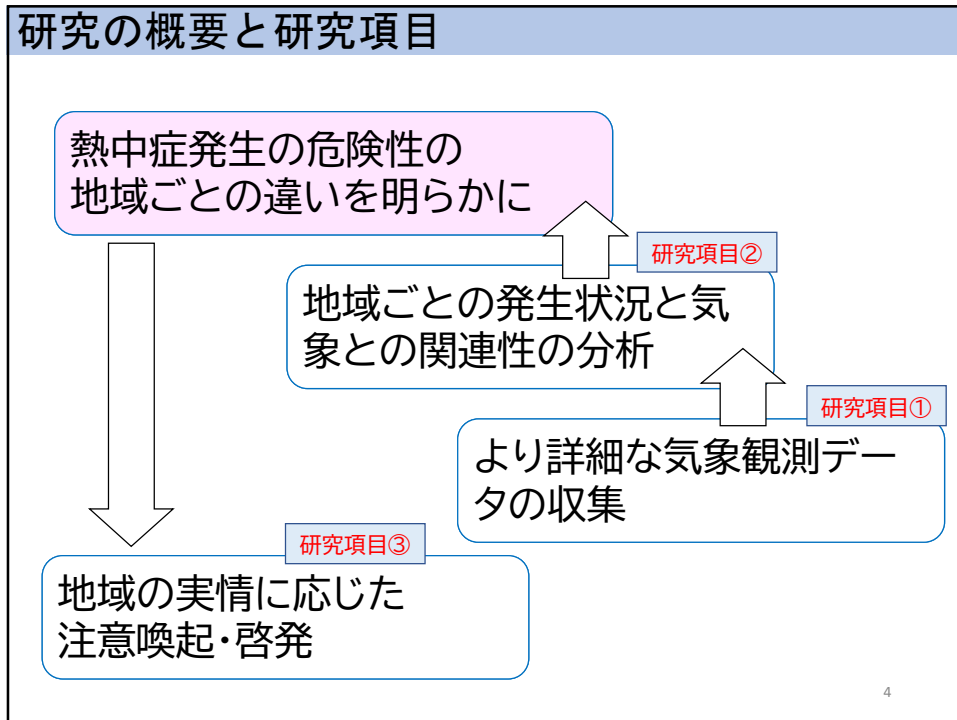 研究の概要と研究項目
熱中症発生の危険性の
地域ごとの違いを明らかに
研究項目②
地域ごとの発生状況と気
象との関連性の分析
研究項目①
より詳細な気象観測デー
タの収集
研究項目③
地域の実情に応じた
注意喚起・啓発
4